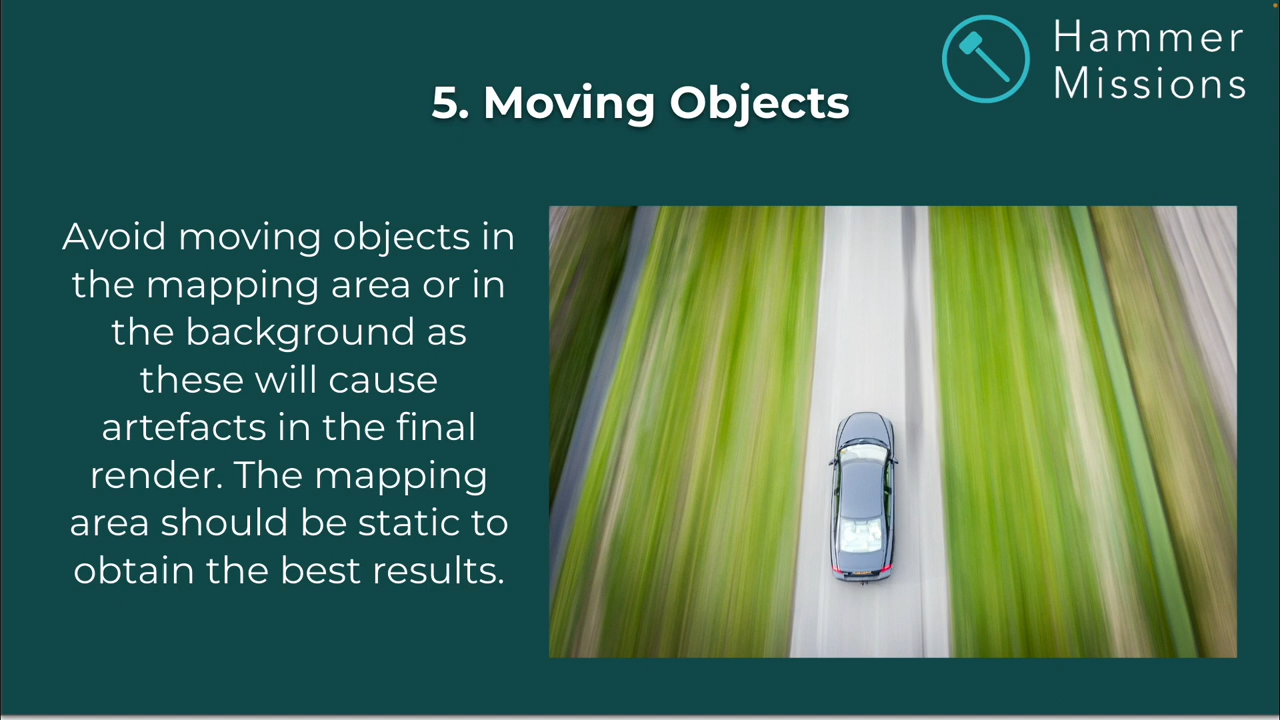 Hammer
Missions
5. Moving Objects
Avoid moving objects in
the mapping area or in
the background as
these will cause
artefacts in the final
render. The mapping
area should be static to
obtain the best results.